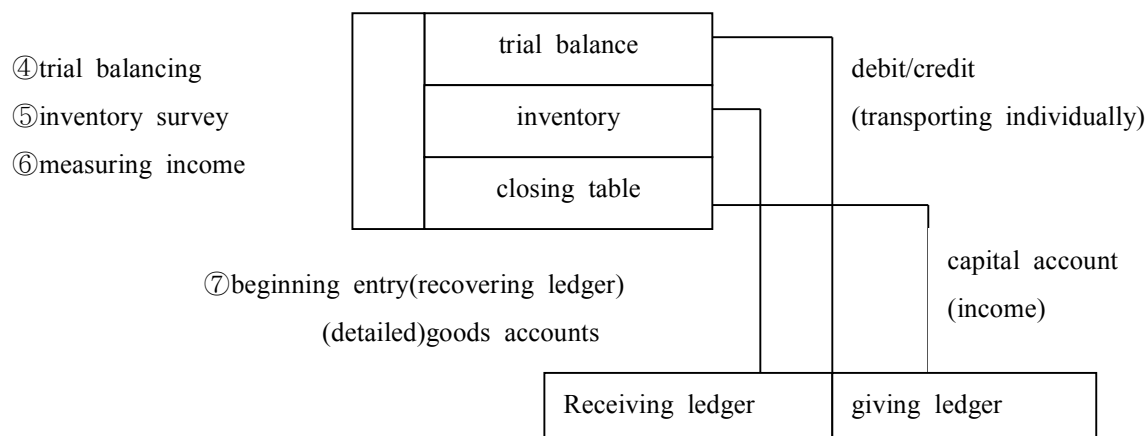 trial balance
④trial balancing
debit/credit
⑤inventory survey
inventory
(transporting individually)
⑥measuring income
closing table
capital account
⑦beginning entry(recovering ledger)
(income)
(detailed)goods accounts
Receiving ledger
giving ledger